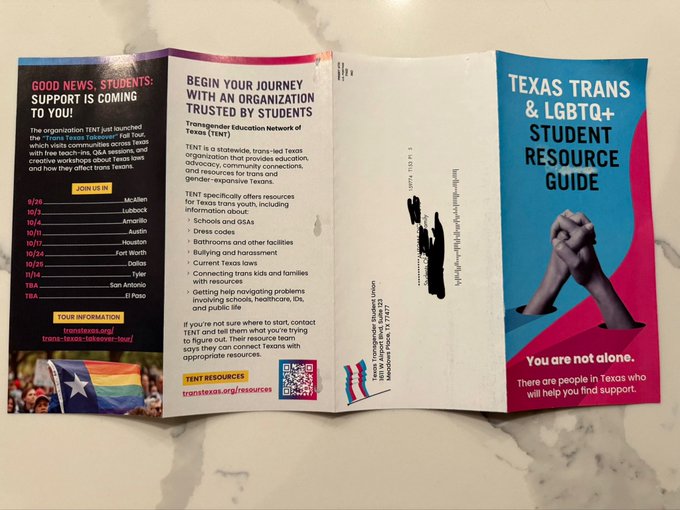 GOOD NEWS, STUDENTS:
SUPPORT IS COMING
TO YOU!
The organization TENT just launched
the "Trans Texas Takeover" Fall Tour,
which visits communities across Texas
with free teach-ins, Q&A sessions, and
creative workshops about Texas laws
and how they affect trans Texans.
JOIN US IN
9/26 McAllen
10/3 Lubbock
10/4 Amarillo
10/11 Austin
10/17 Houston
10/24 Fort Worth
10/25 Dallas
11/14 Tyler
TBA San Antonio
TBA El Paso
TOUR INFORMATION
transtexas.org/
trans-texas-takeover-tour/
BEGIN YOUR JOURNEY
WITH AN ORGANIZATION
TRUSTED BY STUDENTS
Transgender Education Network of
Texas (TENT)
TENT is a statewide, trans-led Texas
organization that provides education,
advocacy, community connections,
and resources for trans and
gender-expansive Texans.
TENT specifically offers resources
for Texas trans youth, including
information about:
› Schools and GSAs
› Dress codes
› Bathrooms and other facilities
› Bullying and harassment
› Current Texas laws
› Connecting trans kids and families
with resources
› Getting help navigating problems
involving schools, healthcare, IDs,
and public life
If you're not sure where to start, contact
TENT and tell them what you're trying
to figure out. Their resource team
says they can connect Texans with
appropriate resources.
TENT RESOURCES
transtexas.org/resources
Texas Transgender Student Union
1811 W Airport Blvd, Suite 123
Meadows Place, TX 77477
TEXAS TRANS
& LGBTQ+
STUDENT
RESOURCE
GUIDE
You are not alone.
There are people in Texas who
will help you find support.